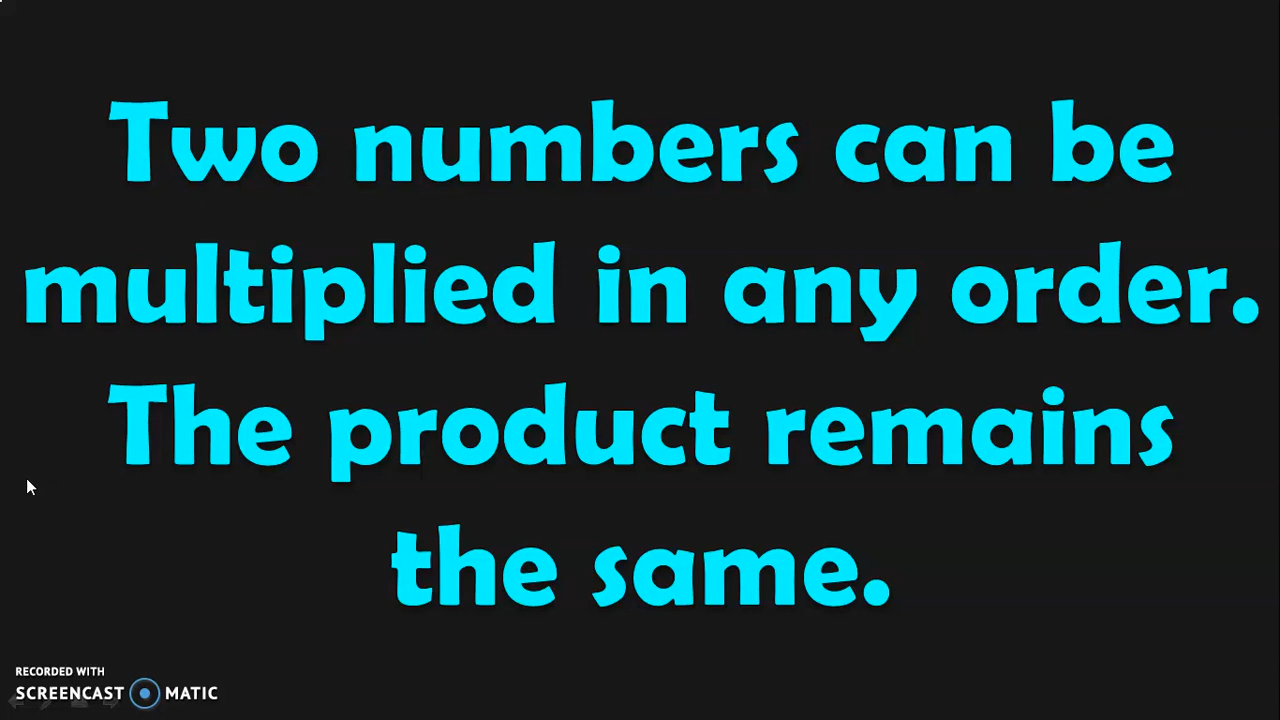 Two numbers can be
multiplied in any order.
The product remains
the same.
RECORDED WITH
SCREENCAST MATIC